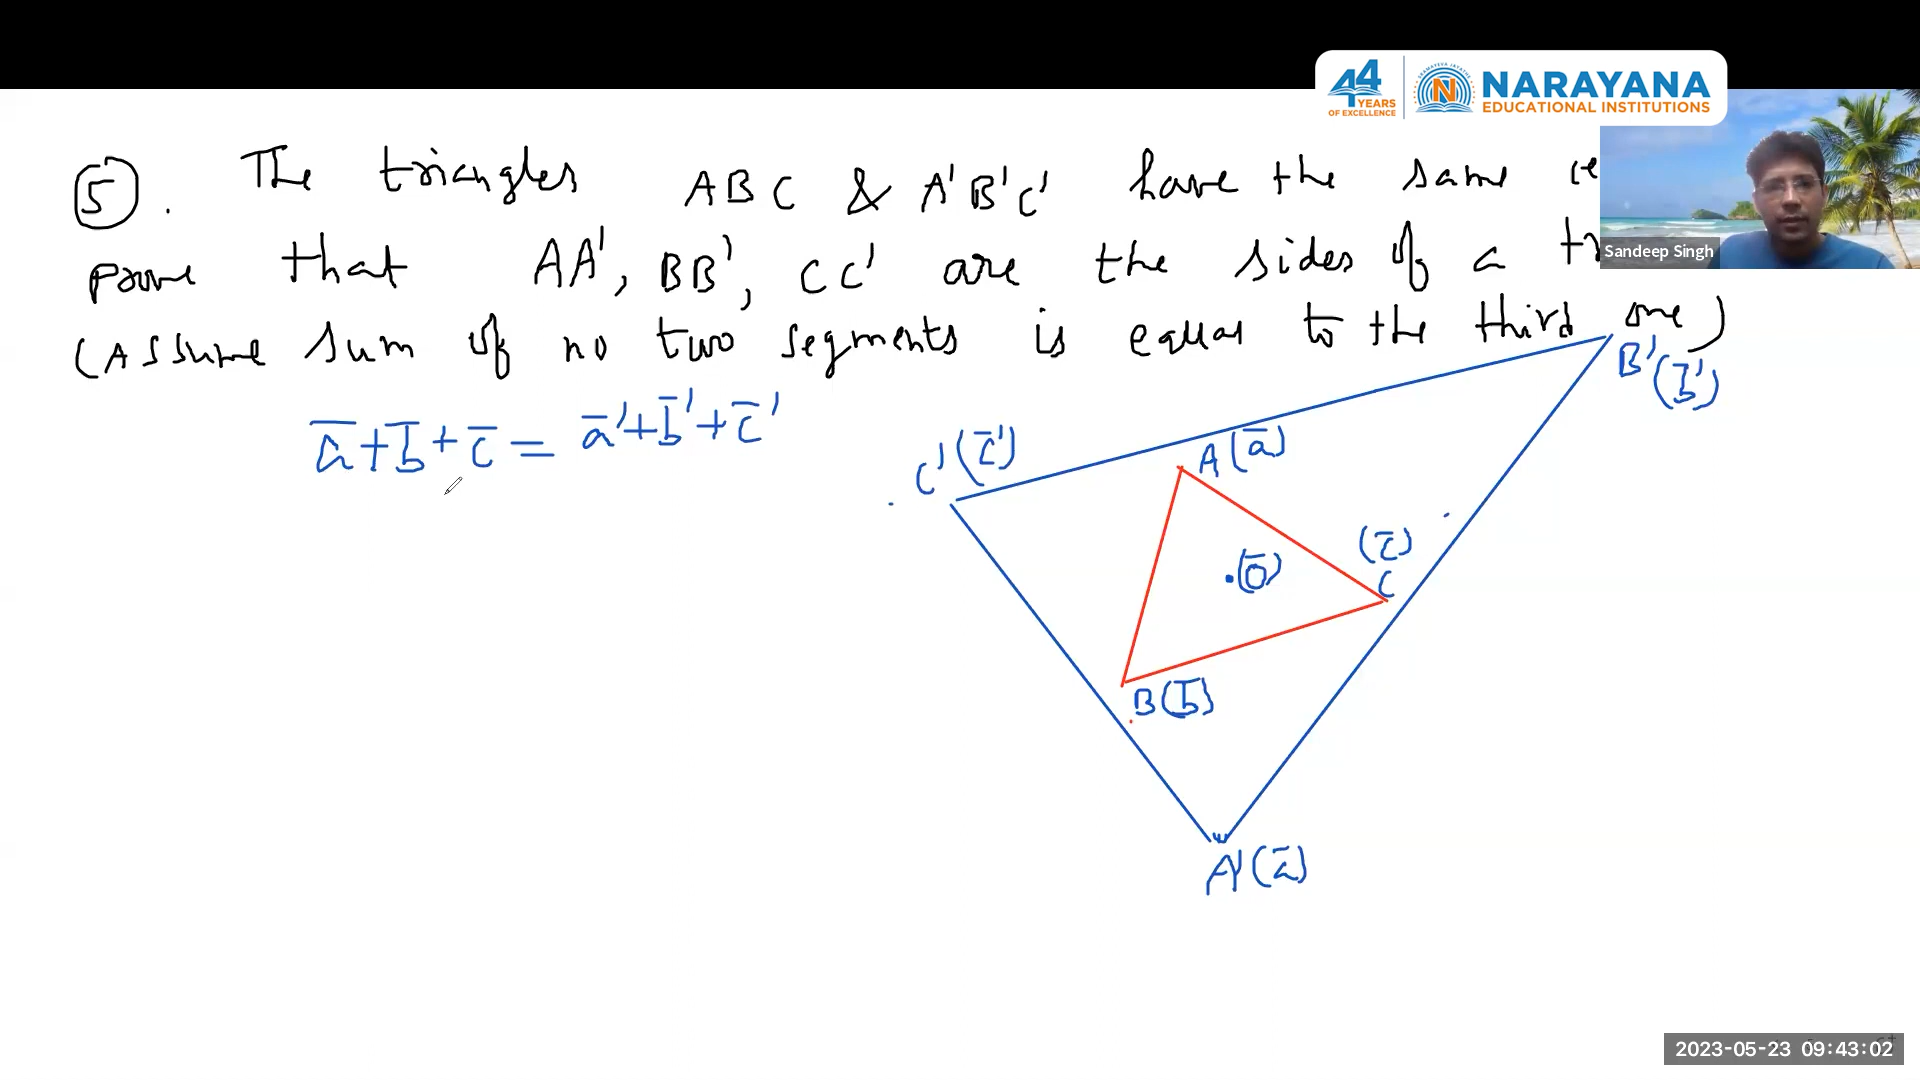 44 YEARS OF EXCELLENCE
NARAYANA
EDUCATIONAL INSTITUTIONS
Sandeep Singh
5. The triangles ABC & A'B'C' have the same ce
prove that AA', BB', CC' are the sides of a tr
(Assume sum of no two segments is equal to the third one)
a̅+b̅+c̅ = a̅'+b̅'+c̅'
B'(b̅')
C'(c̅')
A(a̅)
(c̅)
C
(o̅)
B(b̅)
A'(a̅)
2023-05-23 09:43:02